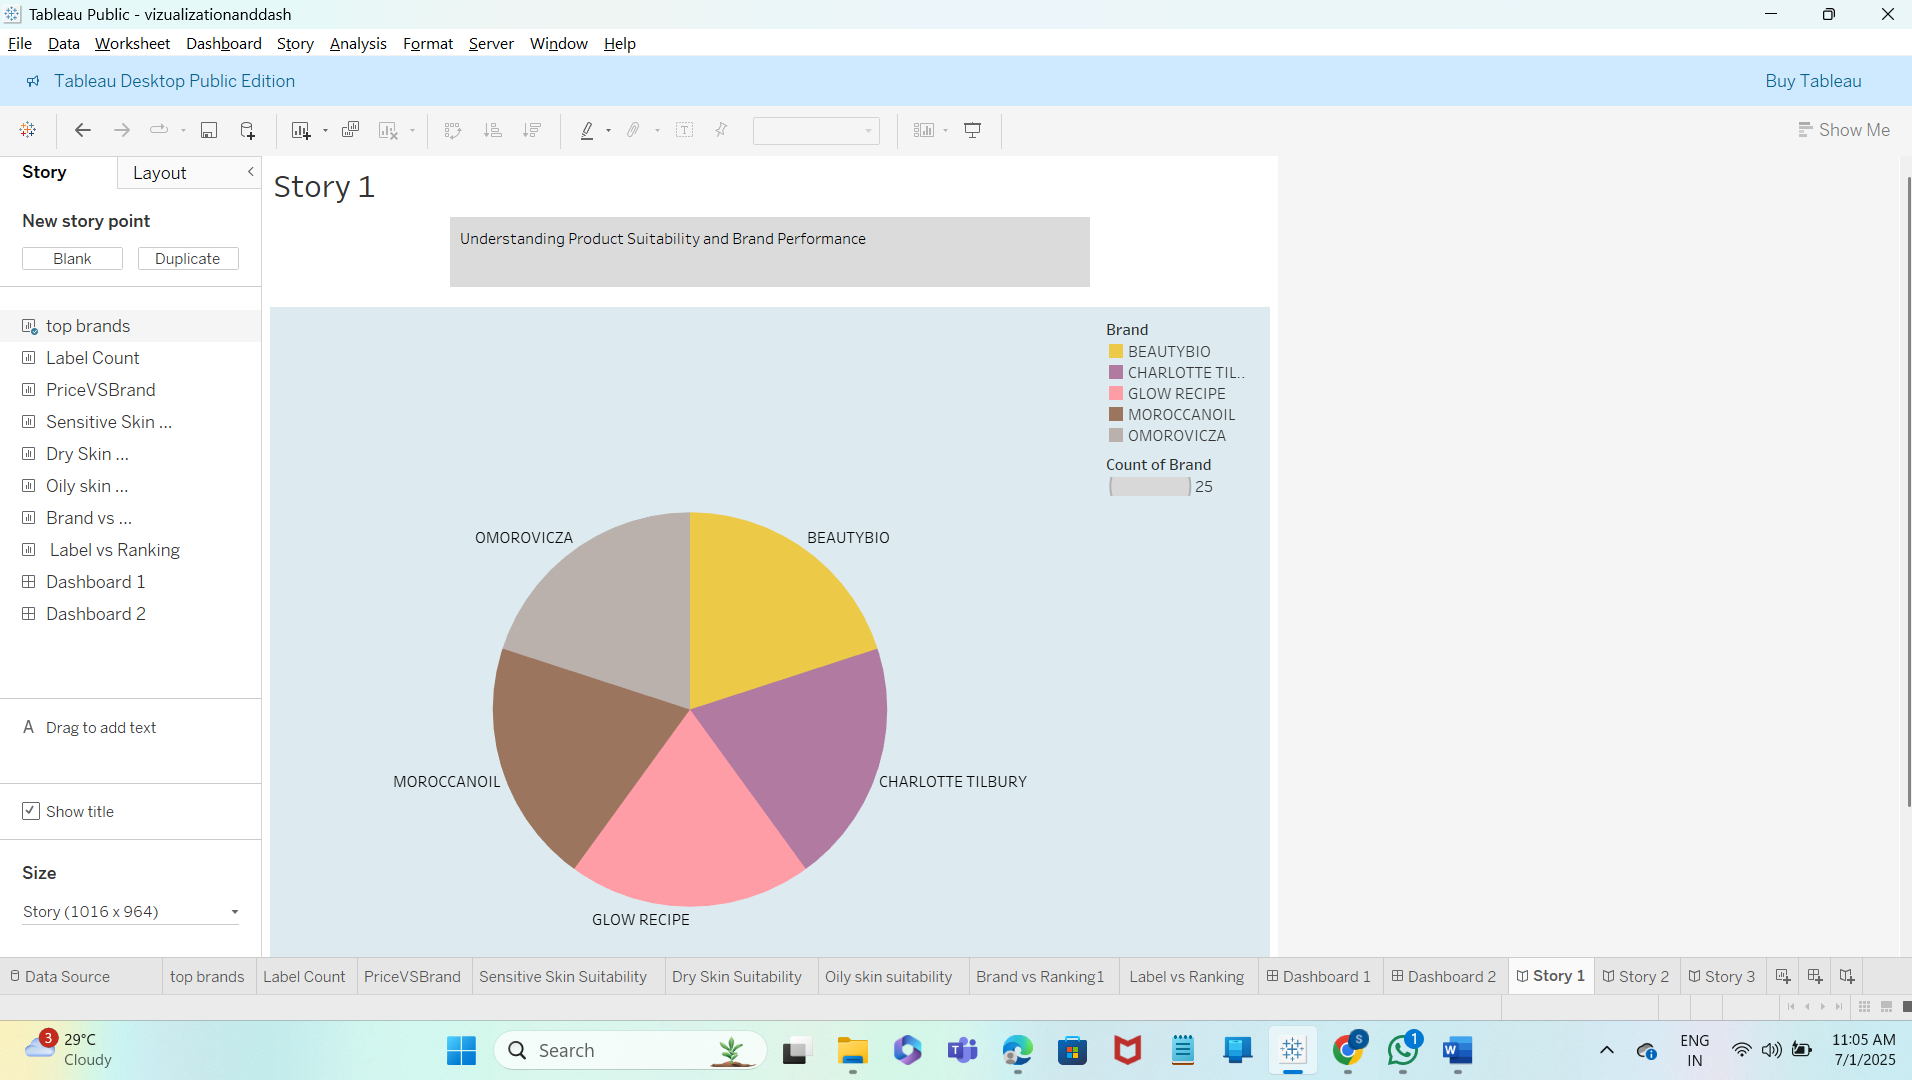 Tableau Public - vizualizationanddash
File Data Worksheet Dashboard Story Analysis Format Server Window Help
Tableau Desktop Public Edition
Buy Tableau
Show Me
Story
Layout
New story point
Blank
Duplicate
top brands
Label Count
PriceVSBrand
Sensitive Skin ...
Dry Skin ...
Oily skin ...
Brand vs ...
Label vs Ranking
Dashboard 1
Dashboard 2
A Drag to add text
Show title
Size
Story (1016 x 964)
Story 1
Understanding Product Suitability and Brand Performance
Brand
BEAUTYBIO
CHARLOTTE TIL..
GLOW RECIPE
MOROCCANOIL
OMOROVICZA
Count of Brand
25
OMOROVICZA
BEAUTYBIO
MOROCCANOIL
CHARLOTTE TILBURY
GLOW RECIPE
Data Source
top brands
Label Count
PriceVSBrand
Sensitive Skin Suitability
Dry Skin Suitability
Oily skin suitability
Brand vs Ranking1
Label vs Ranking
Dashboard 1
Dashboard 2
Story 1
Story 2
Story 3
3
29°C
Cloudy
Search
S
1
ENG
IN
11:05 AM
7/1/2025